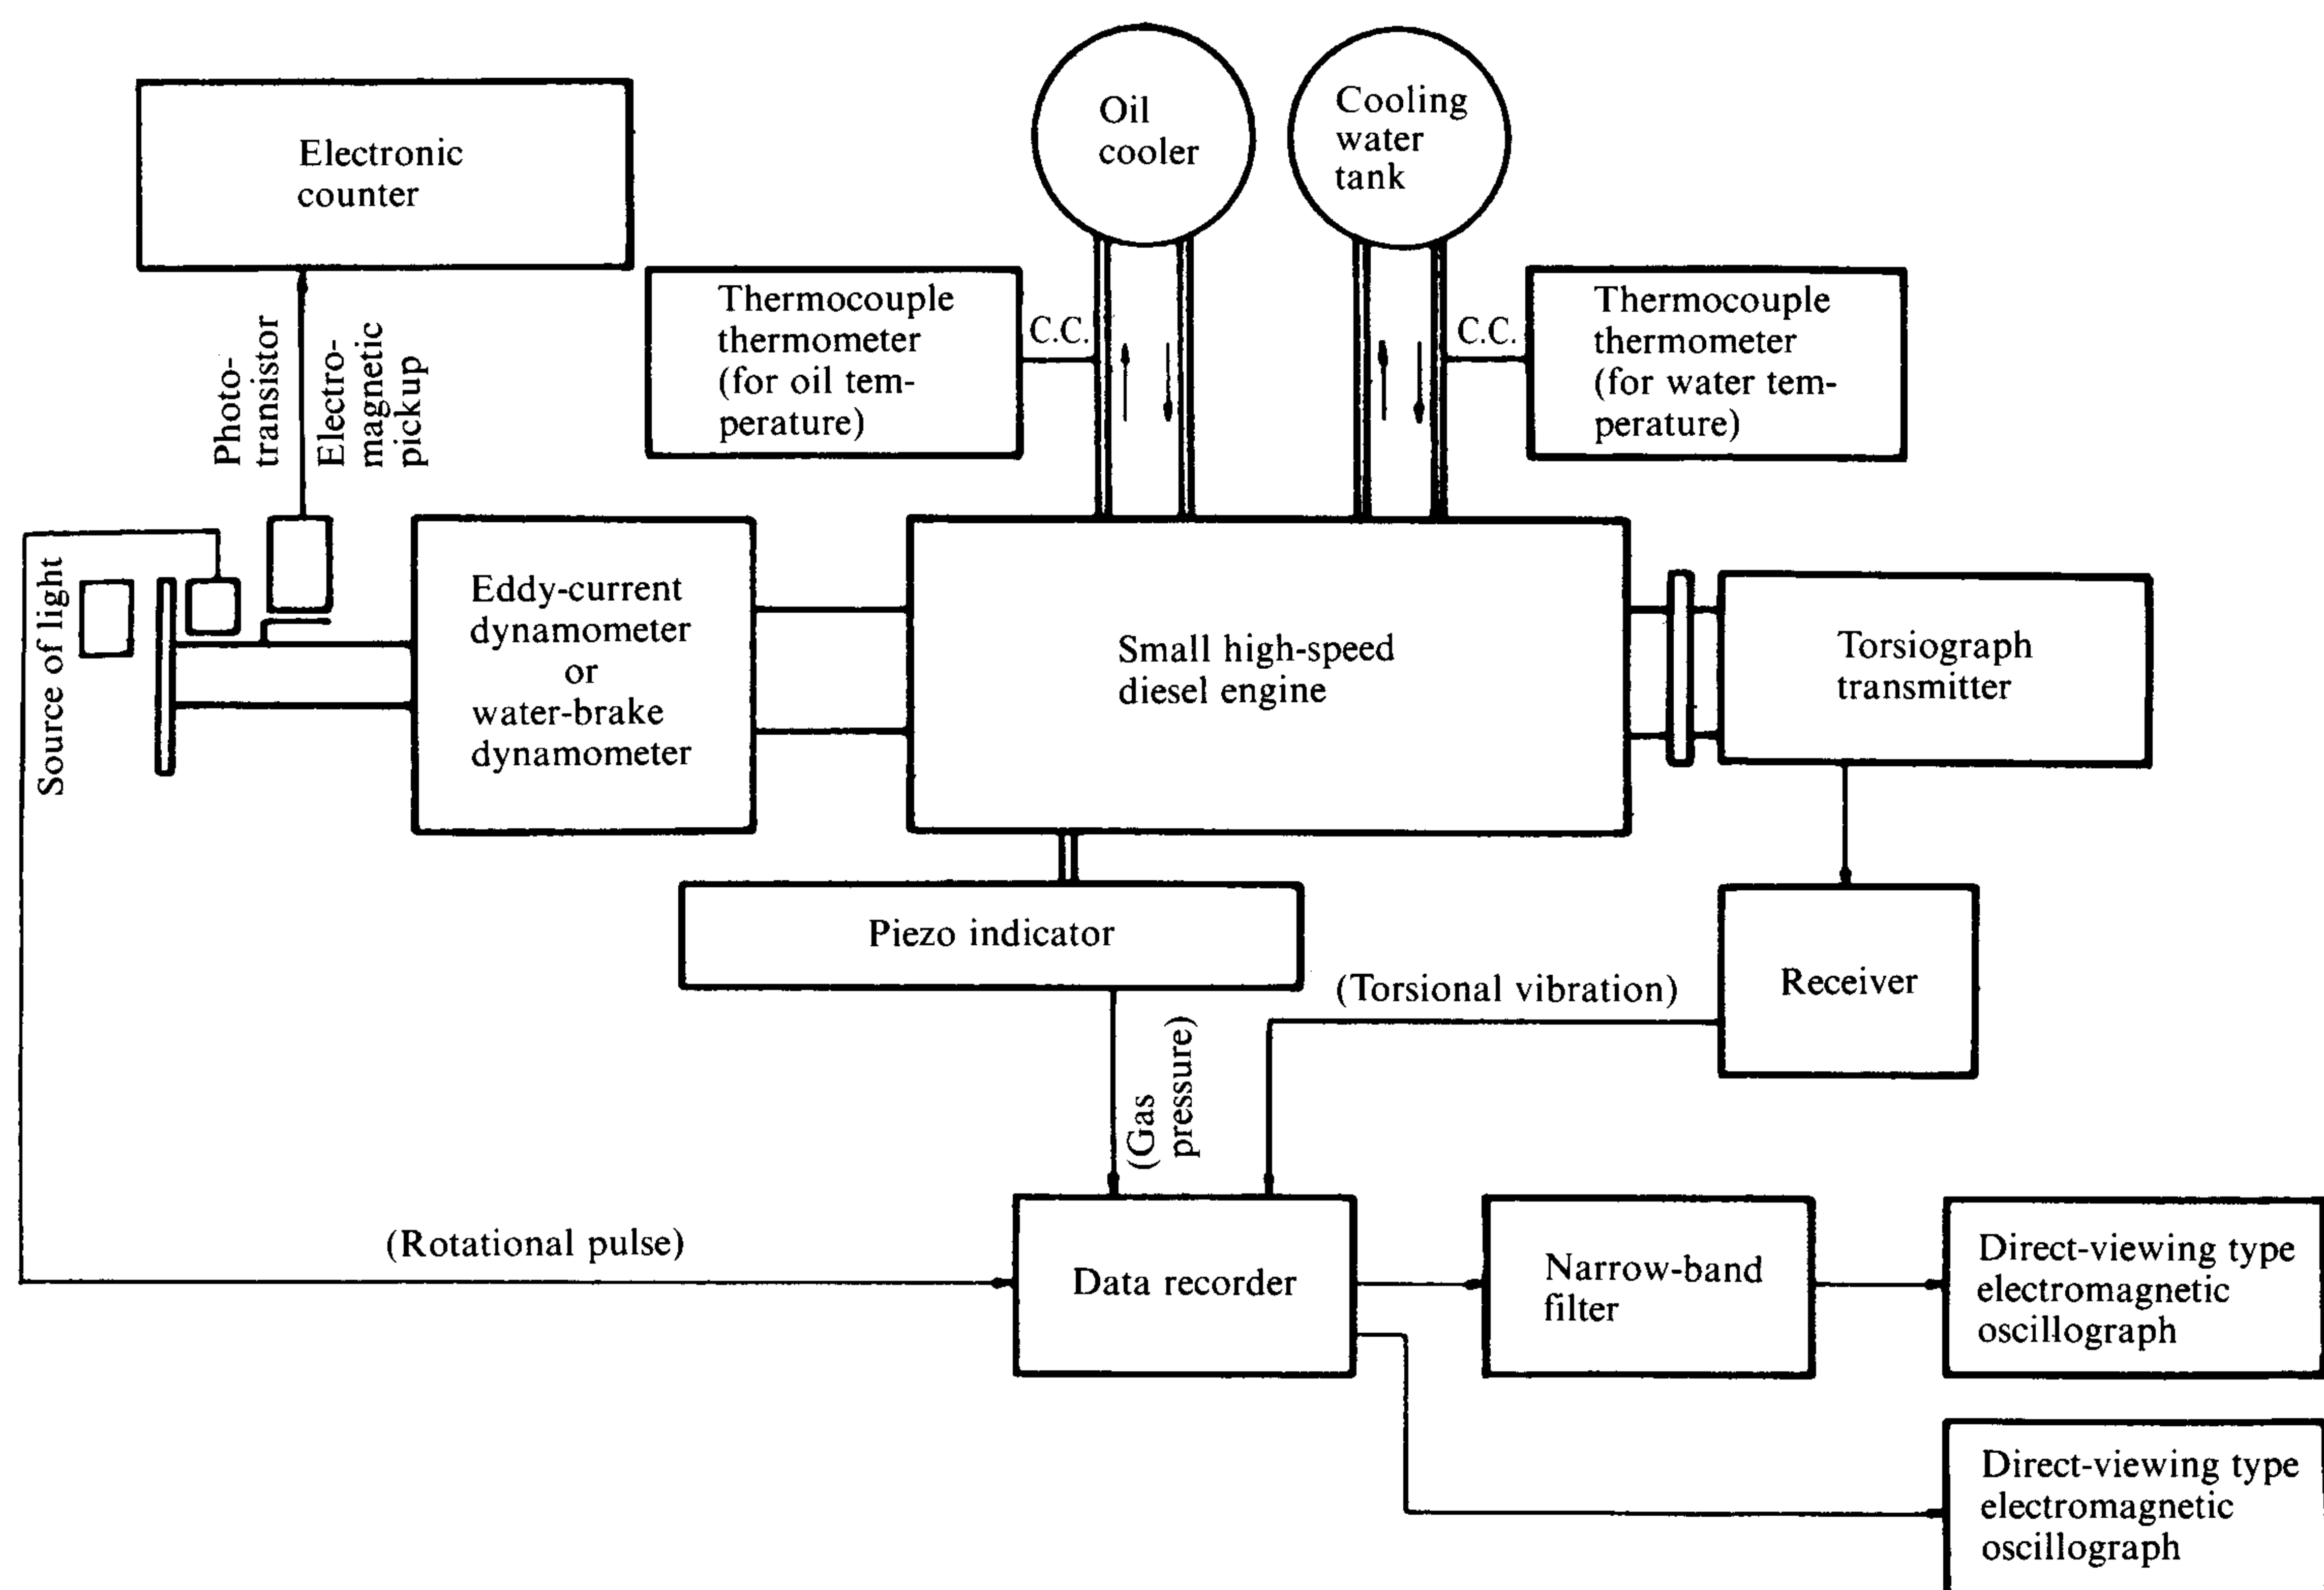 Electronic
counter
Oil
cooler
Cooling
water
tank
Photo-
transistor
Electro-
magnetic
pickup
Thermocouple
thermometer
(for oil tem-
perature)
C.C.
C.C.
Thermocouple
thermometer
(for water tem-
perature)
Source of light
Eddy-current
dynamometer
or
water-brake
dynamometer
Small high-speed
diesel engine
Torsiograph
transmitter
Piezo indicator
(Torsional vibration)
Receiver
(Gas
pressure)
(Rotational pulse)
Data recorder
Narrow-band
filter
Direct-viewing type
electromagnetic
oscillograph
Direct-viewing type
electromagnetic
oscillograph